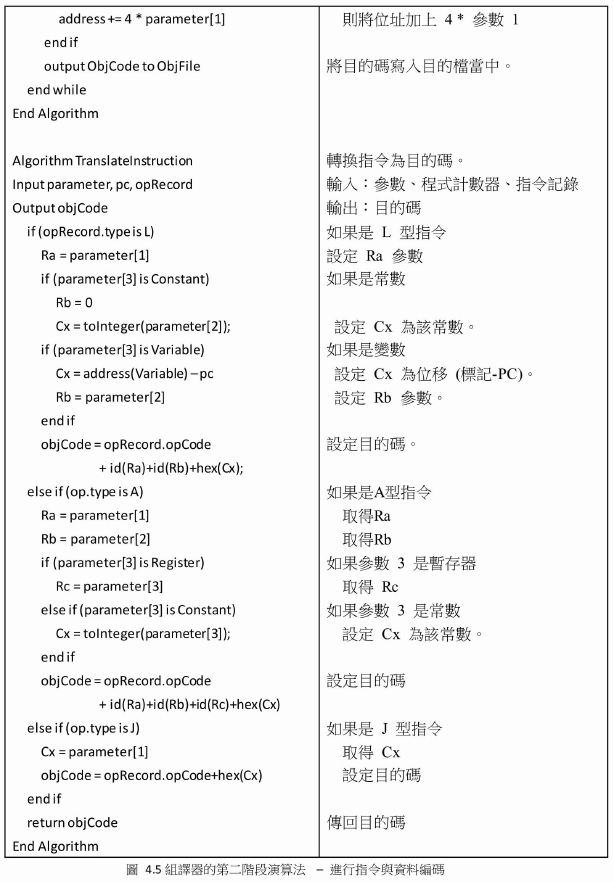 address += 4 * parameter[1] 則將位址加上 4 * 參數 1
end if
output ObjCode to ObjFile 將目的碼寫入目的檔當中。
end while
End Algorithm
Algorithm TranslateInstruction 轉換指令為目的碼。
Input parameter, pc, opRecord 輸入：參數、程式計數器、指令記錄
Output objCode 輸出：目的碼
if (opRecord.type is L) 如果是 L 型指令
Ra = parameter[1] 設定 Ra 參數
if (parameter[3] is Constant) 如果是常數
Rb = 0
Cx = toInteger(parameter[2]); 設定 Cx 為該常數。
if (parameter[3] is Variable) 如果是變數
Cx = address(Variable) – pc 設定 Cx 為位移 (標記-PC)。
Rb = parameter[2] 設定 Rb 參數。
end if
objCode = opRecord.opCode 設定目的碼。
+ id(Ra)+id(Rb)+hex(Cx);
else if (op.type is A) 如果是A型指令
Ra = parameter[1] 取得Ra
Rb = parameter[2] 取得Rb
if (parameter[3] is Register) 如果參數 3 是暫存器
Rc = parameter[3] 取得 Rc
else if (parameter[3] is Constant) 如果參數 3 是常數
Cx = toInteger(parameter[3]); 設定 Cx 為該常數。
end if
objCode = opRecord.opCode 設定目的碼
+ id(Ra)+id(Rb)+id(Rc)+hex(Cx)
else if (op.type is J) 如果是 J 型指令
Cx = parameter[1] 取得 Cx
objCode = opRecord.opCode+hex(Cx) 設定目的碼
end if
return objCode 傳回目的碼
End Algorithm
圖 4.5 組譯器的第二階段演算法 – 進行指令與資料編碼